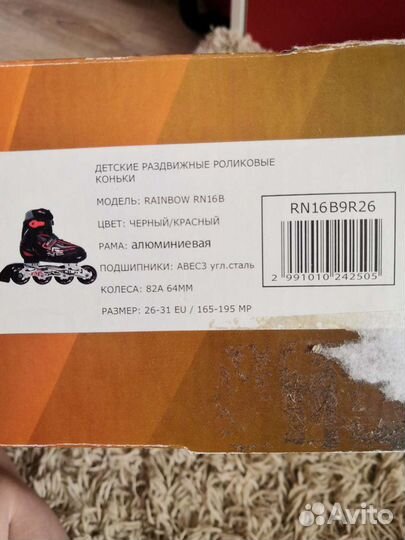 ДЕТСКИЕ РАЗДВИЖНЫЕ РОЛИКОВЫЕ
КОНЬКИ
МОДЕЛЬ: RAINBOW RN16B
ЦВЕТ: ЧЕРНЫЙ/КРАСНЫЙ
РАМА: алюминиевая
ПОДШИПНИКИ: ABEC3 угл.сталь
КОЛЕСА: 82A 64MM
РАЗМЕР: 26-31 EU / 165-195 МР
RN16B9R26
2 991010 242505
Avito